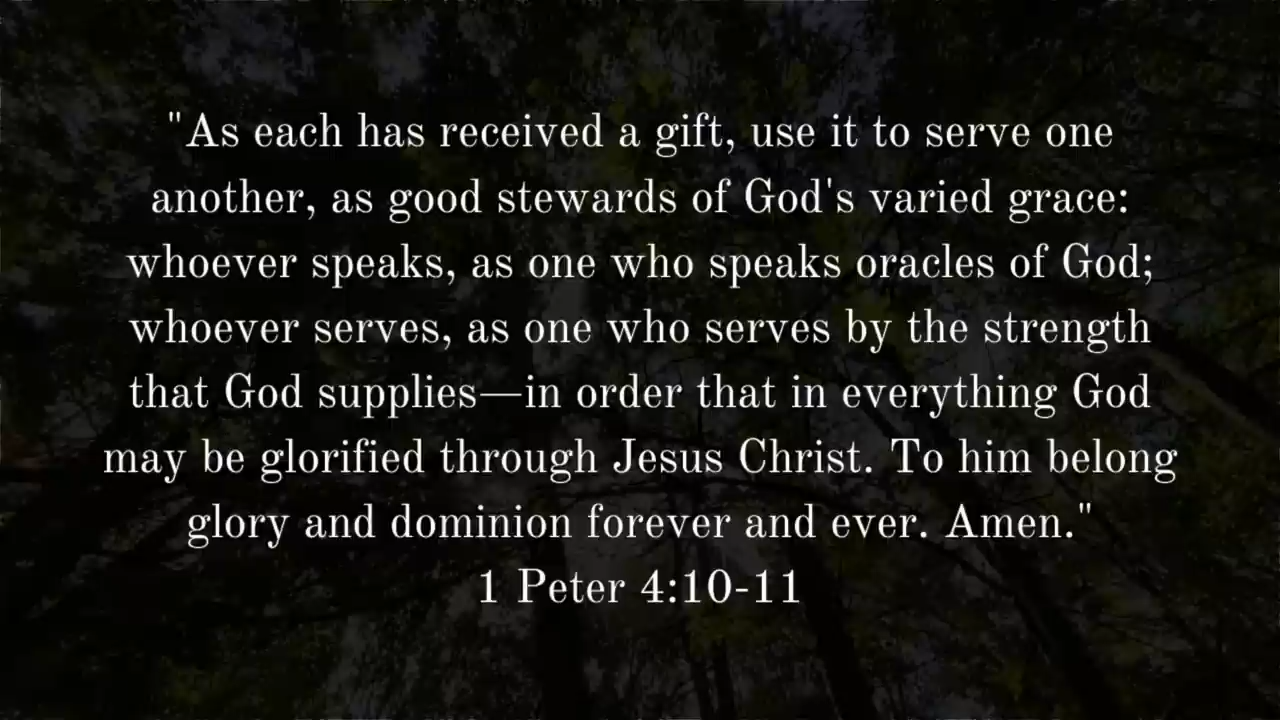 "As each has received a gift, use it to serve one
another, as good stewards of God's varied grace:
whoever speaks, as one who speaks oracles of God;
whoever serves, as one who serves by the strength
that God supplies—in order that in everything God
may be glorified through Jesus Christ. To him belong
glory and dominion forever and ever. Amen."
1 Peter 4:10-11